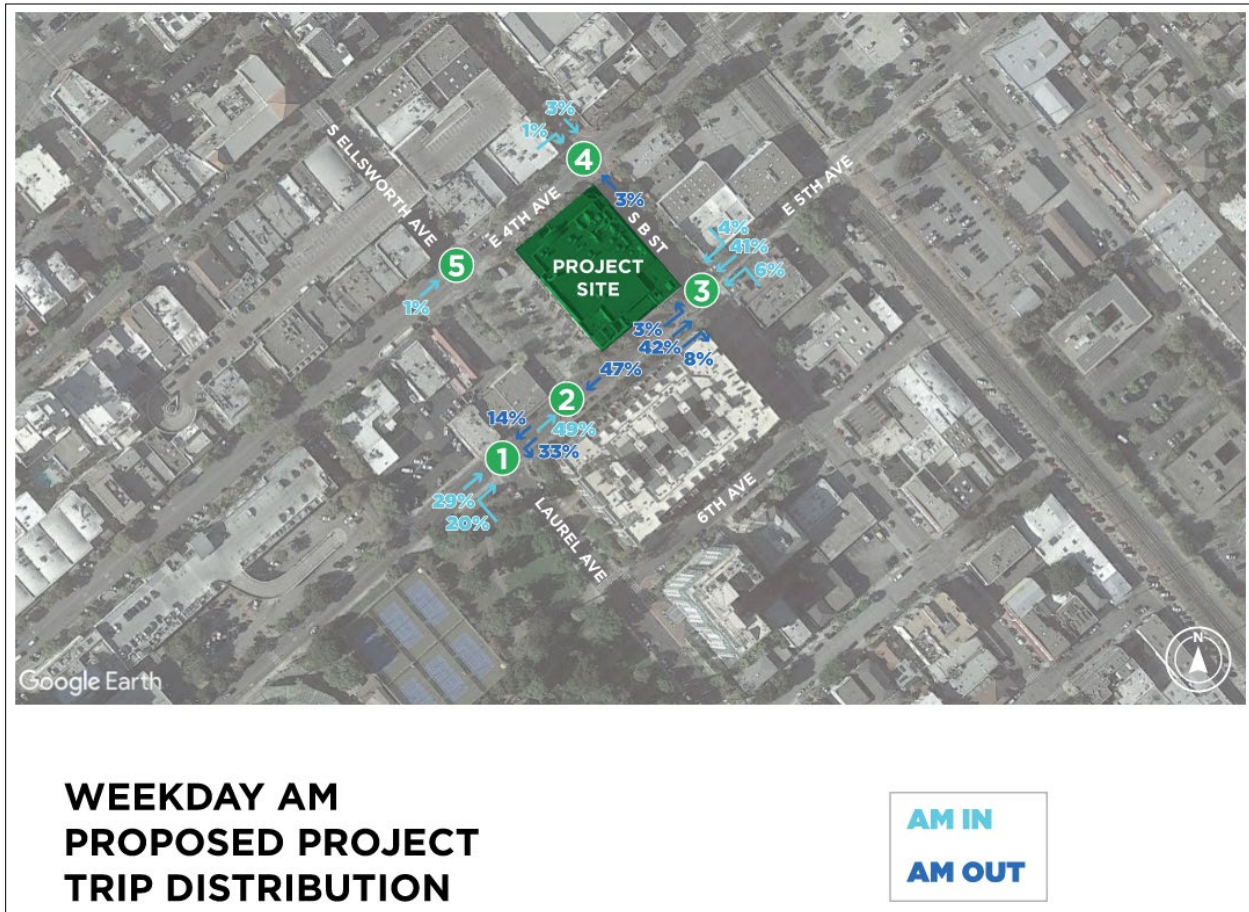 3%
1%
4
S ELLSWORTH AVE
E 4TH AVE
3%
S B ST
E 5TH AVE
4%
41%
6%
5
1%
PROJECT
SITE
3
3%
42%
8%
47%
2
14%
49%
33%
1
29%
20%
LAUREL AVE
6TH AVE
N
Google Earth
WEEKDAY AM
PROPOSED PROJECT
TRIP DISTRIBUTION
AM IN
AM OUT